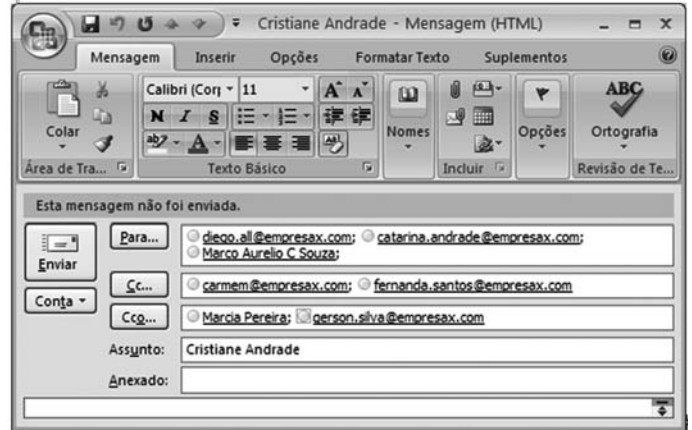 Cristiane Andrade - Mensagem (HTML)
Mensagem Inserir Opções Formatar Texto Suplementos
Colar
Calibri (Corp 11 A A
N I S
ab A
Nomes
Opções
ABC
Ortografia
Área de Tra... Texto Básico Incluir Revisão de Te...
Esta mensagem não foi enviada.
Enviar
Conta
Para... diego.all@empresax.com; catarina.andrade@empresax.com;
Marco Aurelio C Souza;
Cc... carmem@empresax.com; fernanda.santos@empresax.com
Cco... Marcia Pereira; gerson.silva@empresax.com
Assunto: Cristiane Andrade
Anexado: